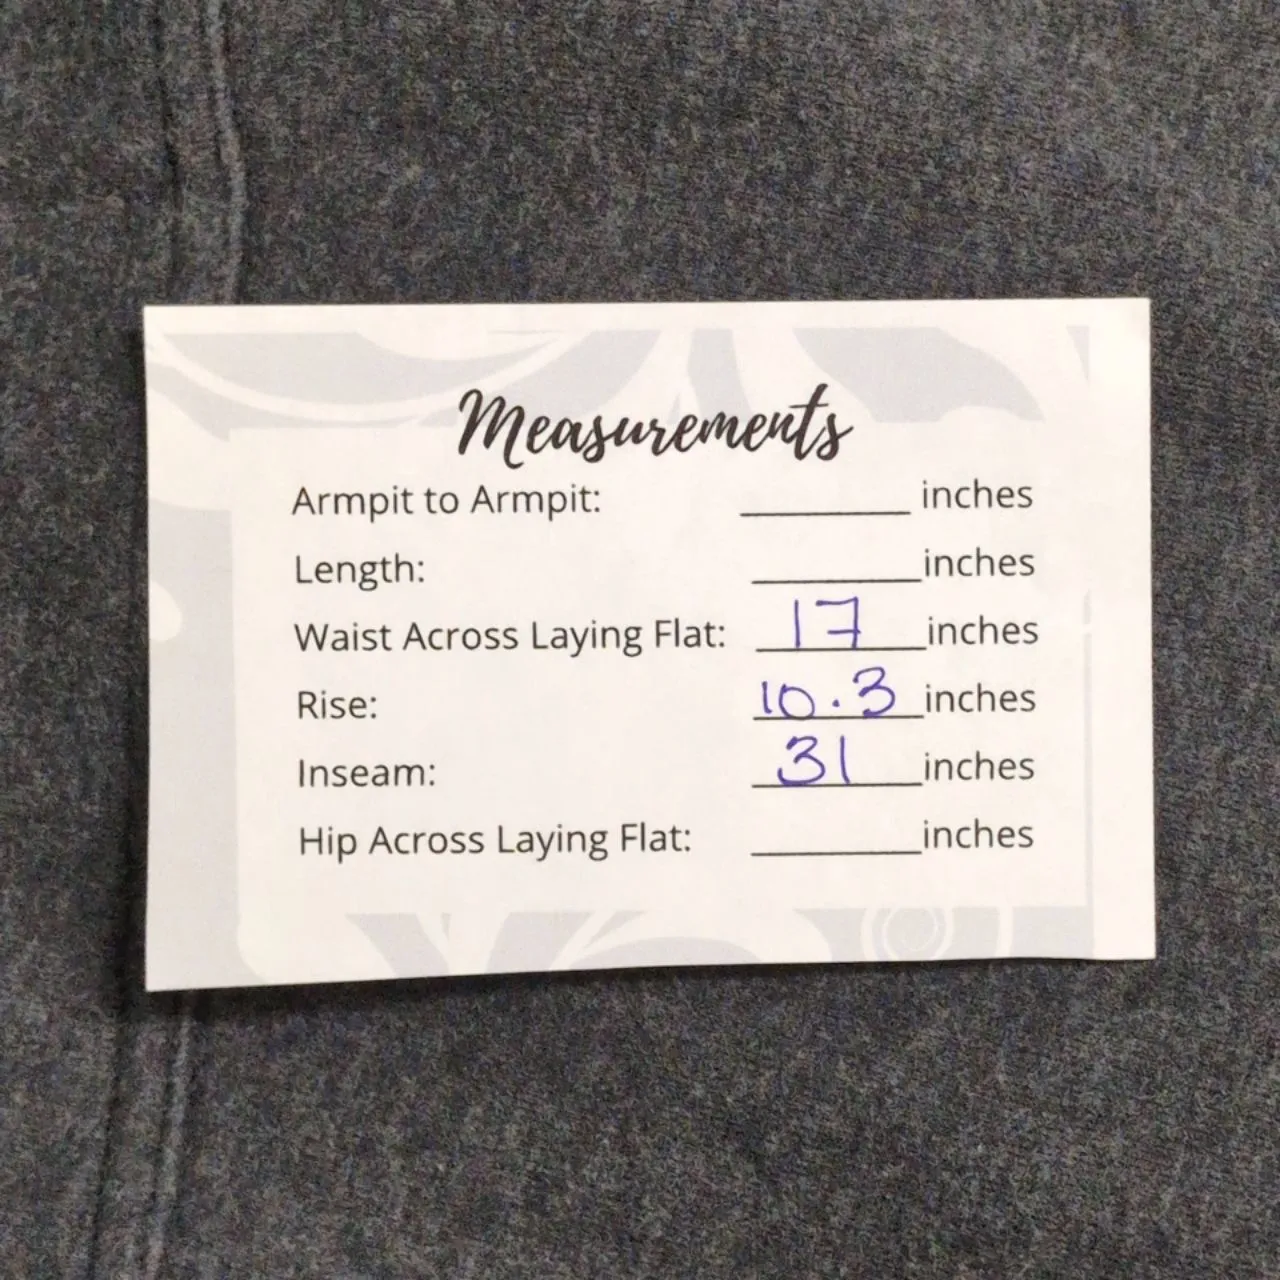 Measurements
Armpit to Armpit: ________ inches
Length: ________inches
Waist Across Laying Flat: 17 inches
Rise: 10.3 inches
Inseam: 31 inches
Hip Across Laying Flat: ________inches